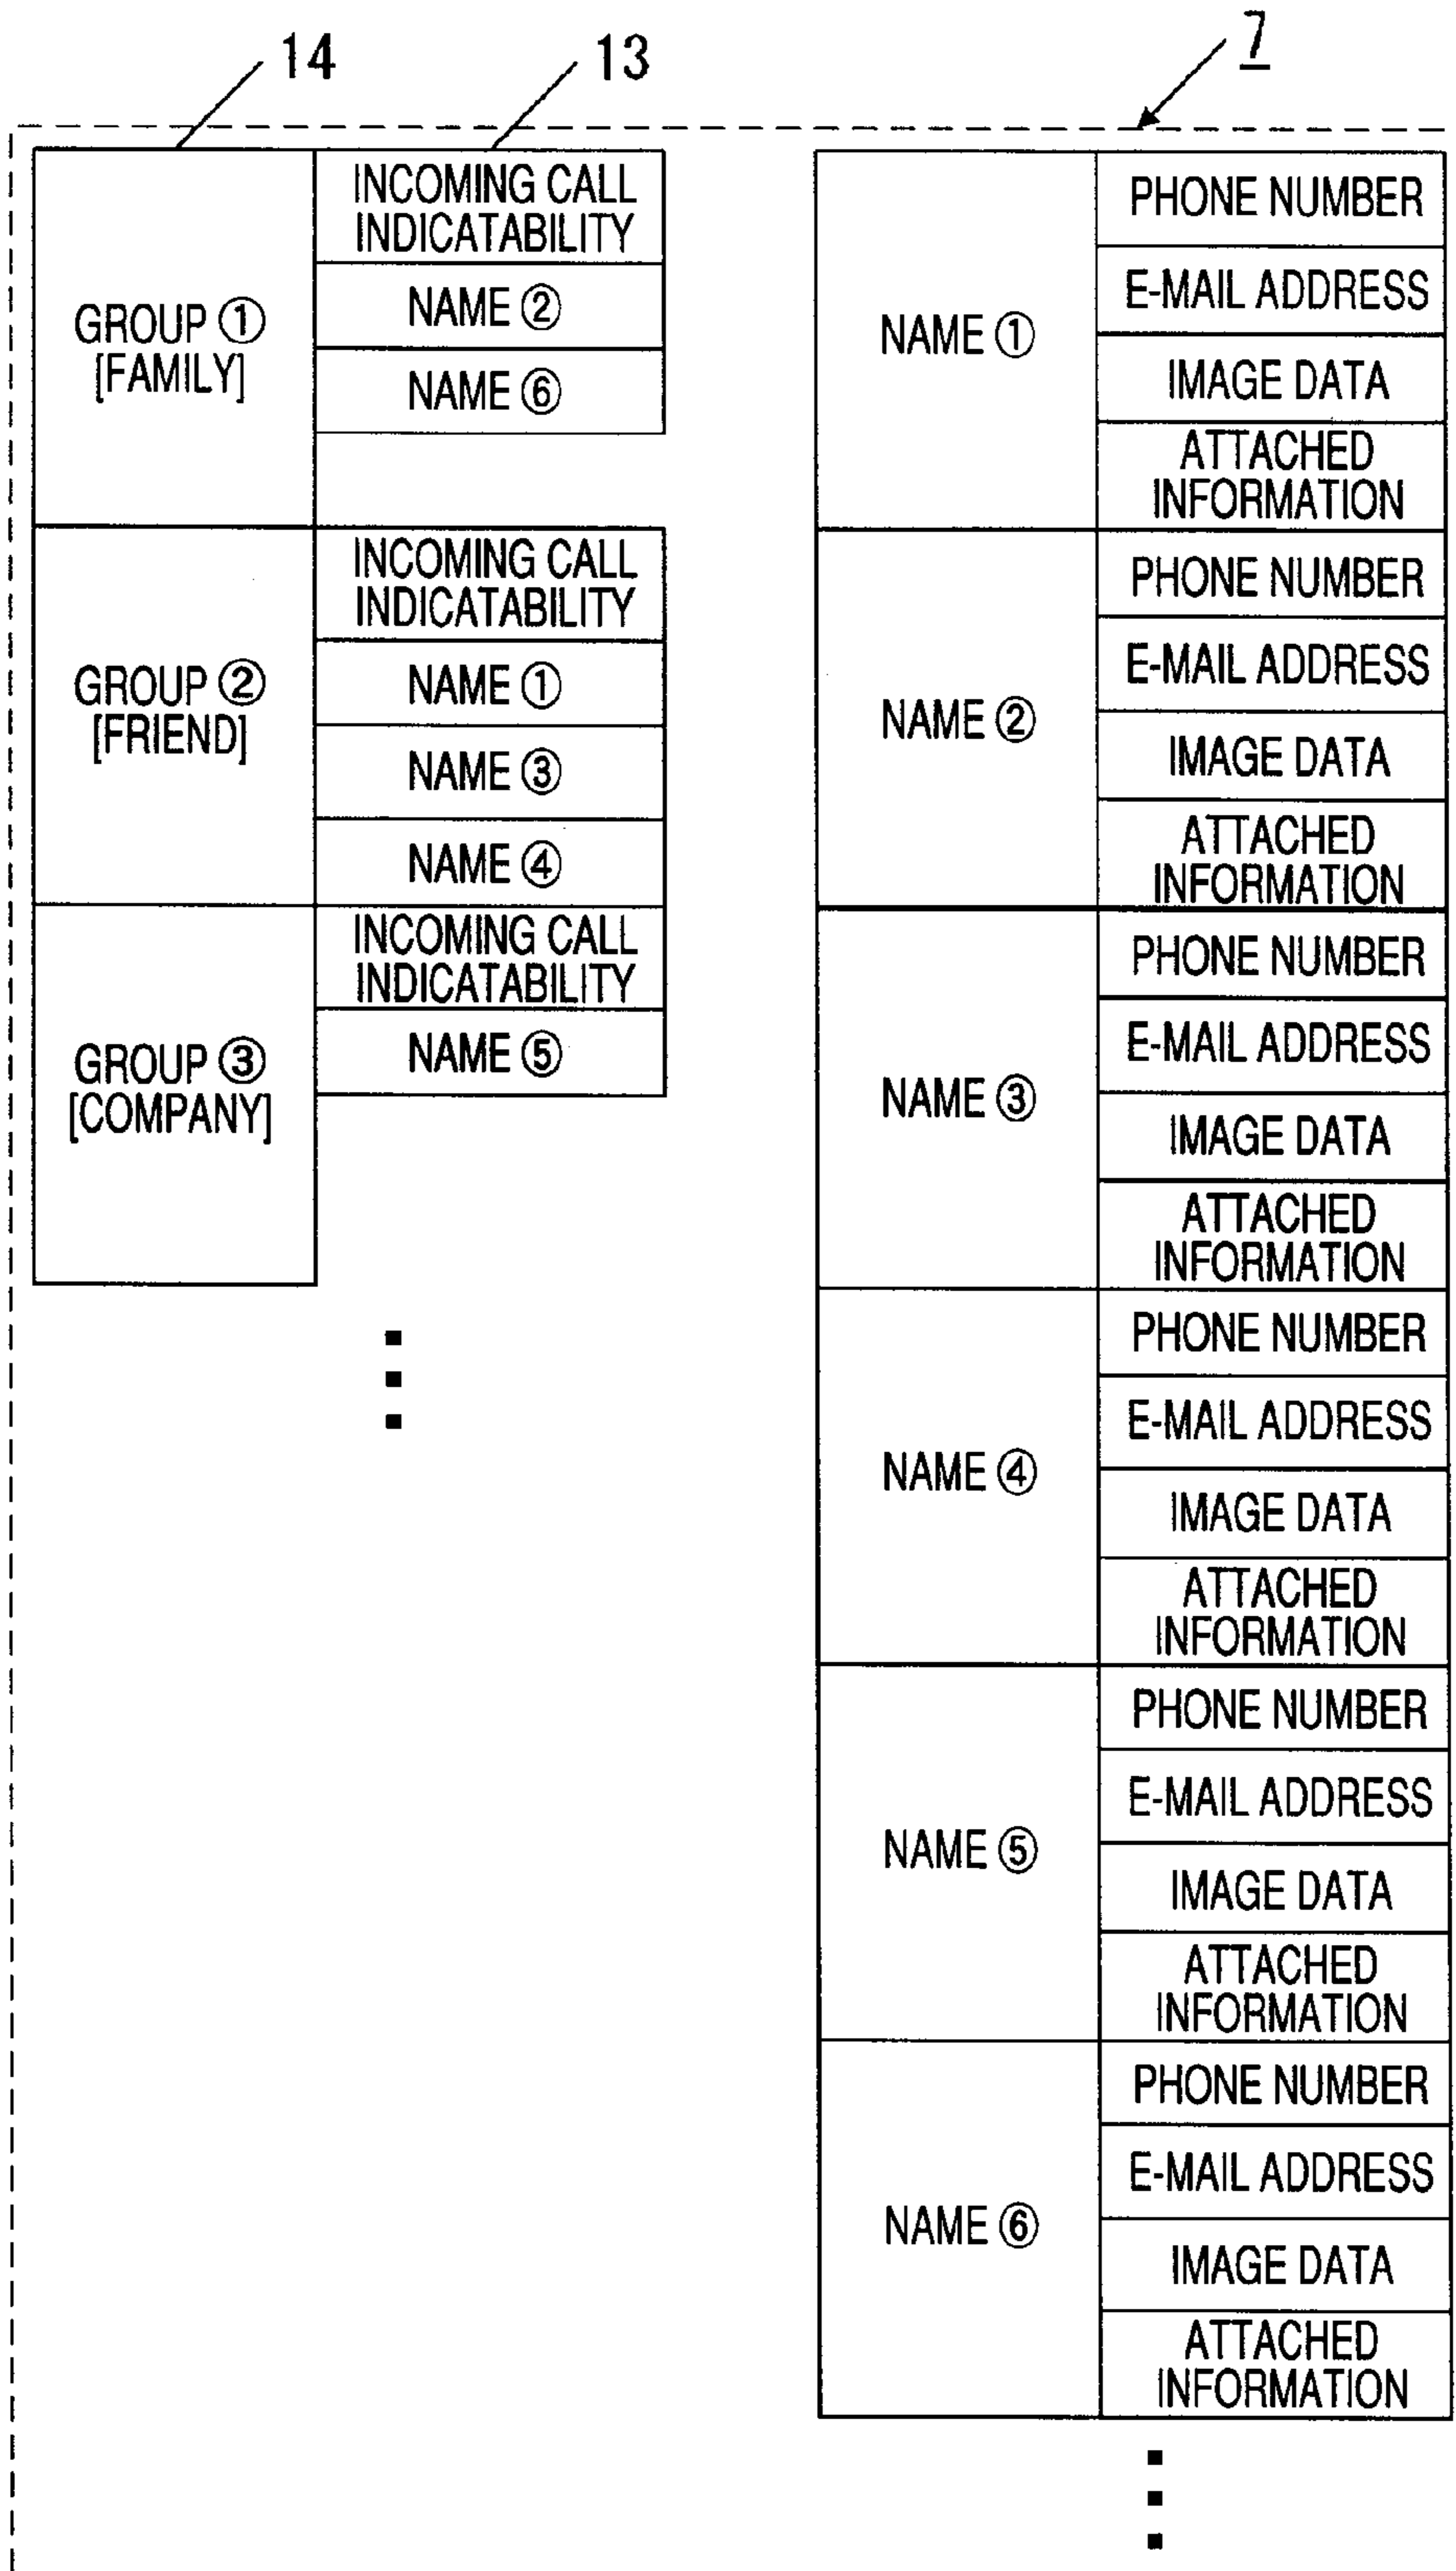 14
13
7
GROUP ①
[FAMILY]
INCOMING CALL
INDICATABILITY
NAME ②
NAME ⑥
GROUP ②
[FRIEND]
INCOMING CALL
INDICATABILITY
NAME ①
NAME ③
NAME ④
GROUP ③
[COMPANY]
INCOMING CALL
INDICATABILITY
NAME ⑤
NAME ①
PHONE NUMBER
E-MAIL ADDRESS
IMAGE DATA
ATTACHED
INFORMATION
NAME ②
PHONE NUMBER
E-MAIL ADDRESS
IMAGE DATA
ATTACHED
INFORMATION
NAME ③
PHONE NUMBER
E-MAIL ADDRESS
IMAGE DATA
ATTACHED
INFORMATION
NAME ④
PHONE NUMBER
E-MAIL ADDRESS
IMAGE DATA
ATTACHED
INFORMATION
NAME ⑤
PHONE NUMBER
E-MAIL ADDRESS
IMAGE DATA
ATTACHED
INFORMATION
NAME ⑥
PHONE NUMBER
E-MAIL ADDRESS
IMAGE DATA
ATTACHED
INFORMATION